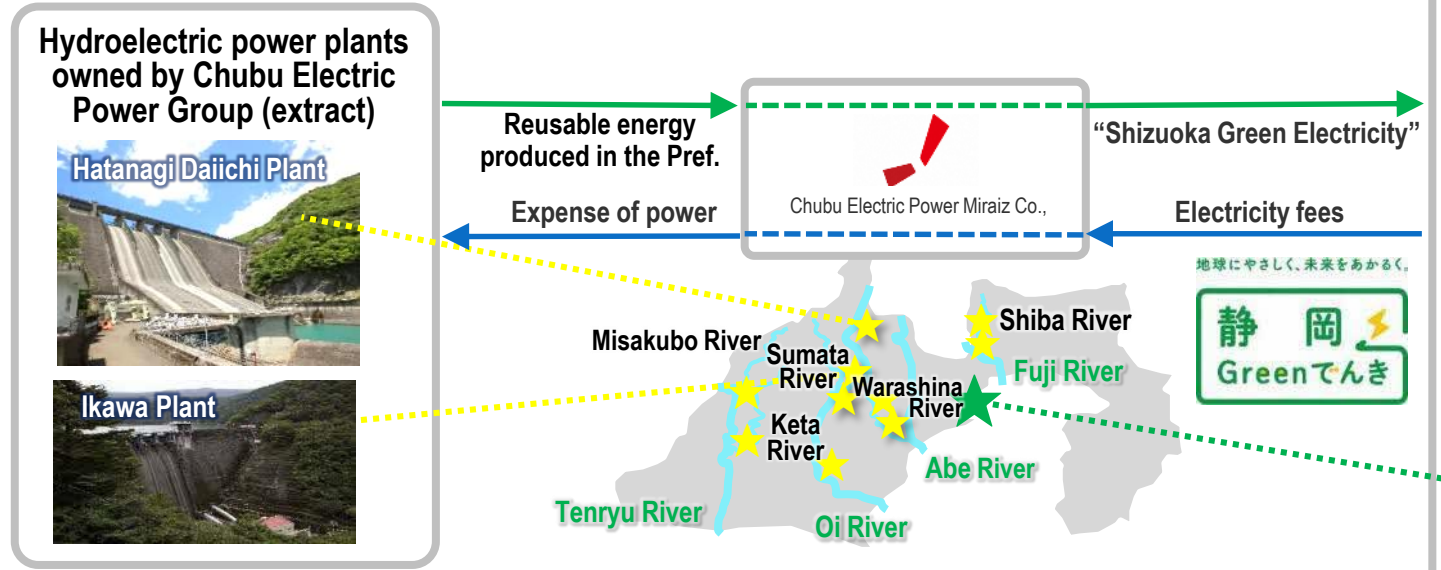 Hydroelectric power plants
owned by Chubu Electric
Power Group (extract)
Hatanagi Daiichi Plant
Ikawa Plant
Reusable energy
produced in the Pref.
Expense of power
Chubu Electric Power Miraiz Co.,
“Shizuoka Green Electricity”
Electricity fees
地球にやさしく、未来をあかるく。
静岡
Greenでんき
Misakubo River
Sumata
River
Warashina
River
Shiba River
Fuji River
Keta
River
Abe River
Tenryu River
Oi River